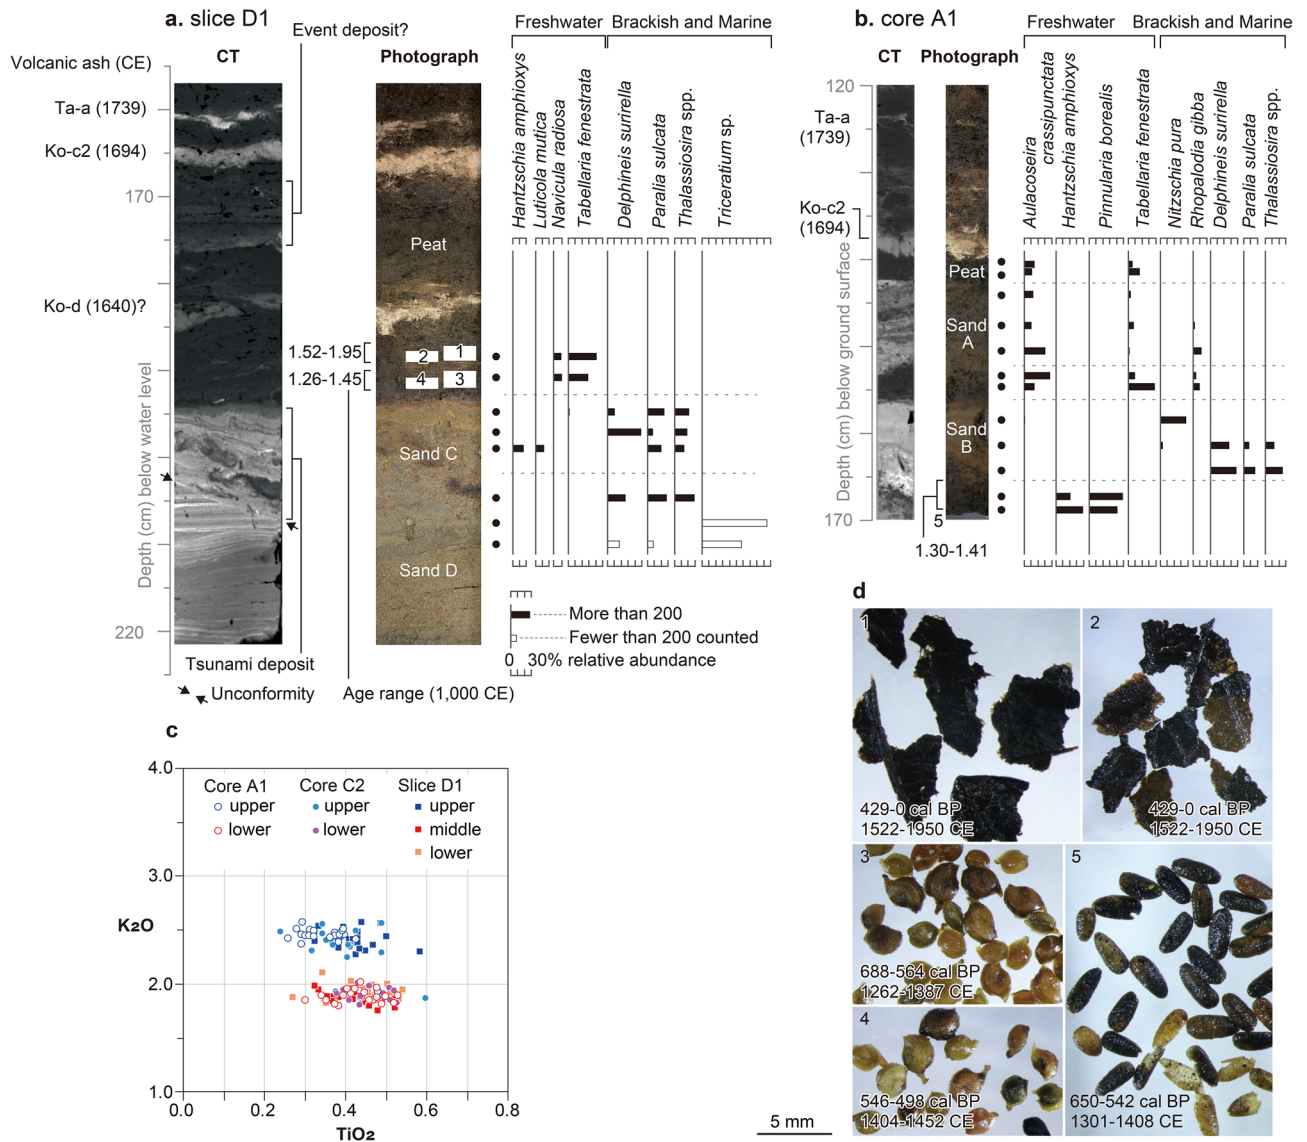 a. slice D1
Event deposit?
Volcanic ash (CE)
CT
Photograph
Freshwater
Brackish and Marine
Hantzschia amphioxys
Luticola mutica
Navicula radiosa
Tabellaria fenestrata
Delphineis surirella
Paralia sulcata
Thalassiosira spp.
Triceratium sp.
Ta-a (1739)
Ko-c2 (1694)
170
Peat
Ko-d (1640)?
1.52-1.95
2
1
1.26-1.45
4
3
Sand C
Sand D
Depth (cm) below water level
220
Tsunami deposit
Unconformity
Age range (1,000 CE)
More than 200
Fewer than 200 counted
0 30% relative abundance
b. core A1
CT
Photograph
Freshwater
Brackish and Marine
Aulacoseira
crassipunctata
Hantzschia amphioxys
Pinnularia borealis
Tabellaria fenestrata
Nitzschia pura
Rhopalodia gibba
Delphineis surirella
Paralia sulcata
Thalassiosira spp.
120
Ta-a
(1739)
Ko-c2
(1694)
Peat
Sand
A
Sand
B
Depth (cm) below ground surface
170
5
1.30-1.41
c
4.0
3.0
2.0
1.0
K2O
Core A1
upper
lower
Core C2
upper
lower
Slice D1
upper
middle
lower
0.0
0.2
0.4
0.6
0.8
TiO2
d
1
429-0 cal BP
1522-1950 CE
2
429-0 cal BP
1522-1950 CE
3
688-564 cal BP
1262-1387 CE
4
546-498 cal BP
1404-1452 CE
5
650-542 cal BP
1301-1408 CE
5 mm